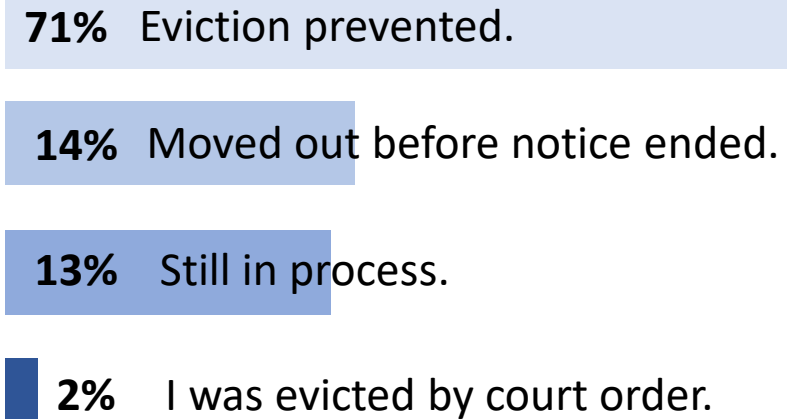 71% Eviction prevented.
14% Moved out before notice ended.
13% Still in process.
2% I was evicted by court order.